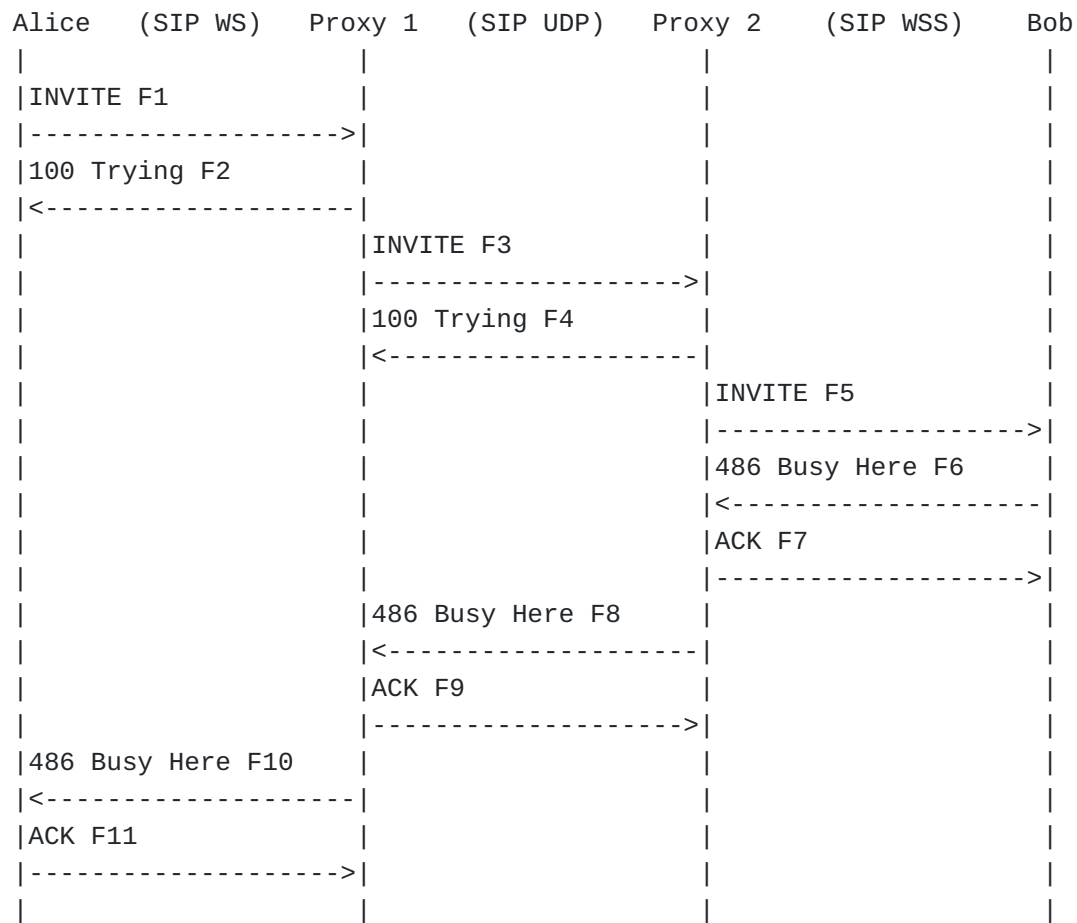 Alice (SIP WS) Proxy 1 (SIP UDP) Proxy 2 (SIP WSS) Bob
INVITE F1
100 Trying F2
INVITE F3
100 Trying F4
INVITE F5
486 Busy Here F6
ACK F7
486 Busy Here F8
ACK F9
486 Busy Here F10
ACK F11